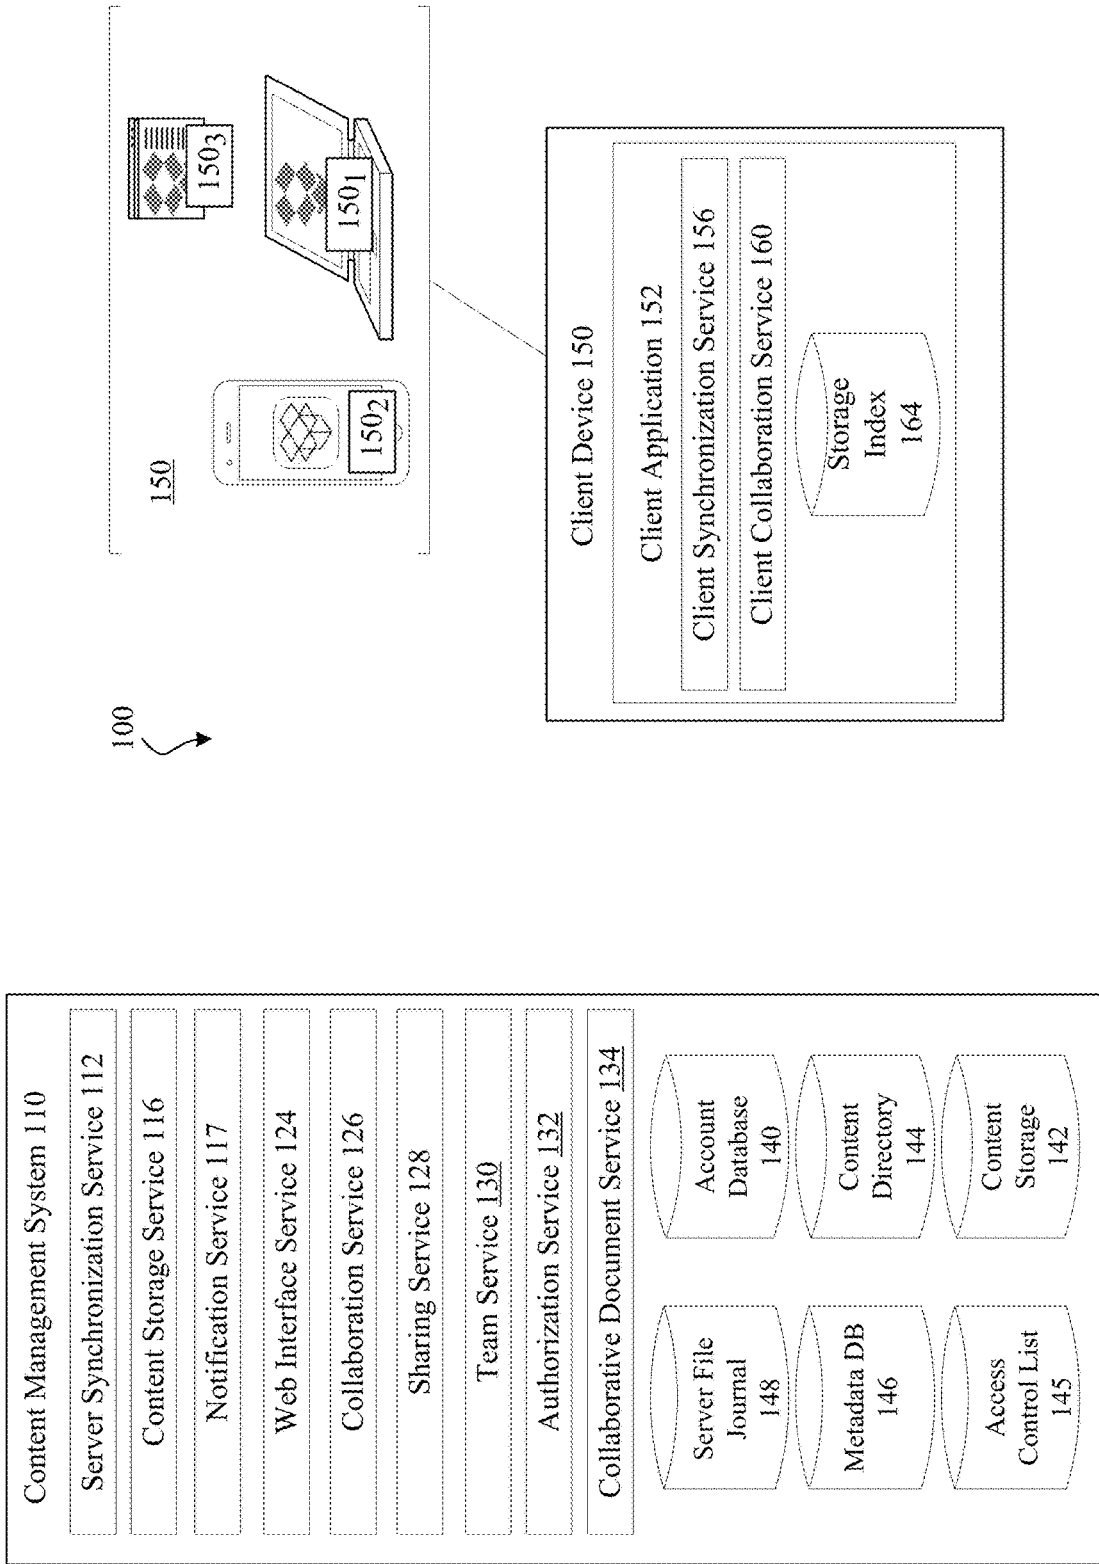 100
Content Management System 110
Server Synchronization Service 112
Content Storage Service 116
Notification Service 117
Web Interface Service 124
Collaboration Service 126
Sharing Service 128
Team Service 130
Authorization Service 132
Collaborative Document Service 134
Server File
Journal
148
Account
Database
140
Metadata DB
146
Content
Directory
144
Access
Control List
145
Content
Storage
142
150
150₂
150₁
150₃
Client Device 150
Client Application 152
Client Synchronization Service 156
Client Collaboration Service 160
Storage
Index
164